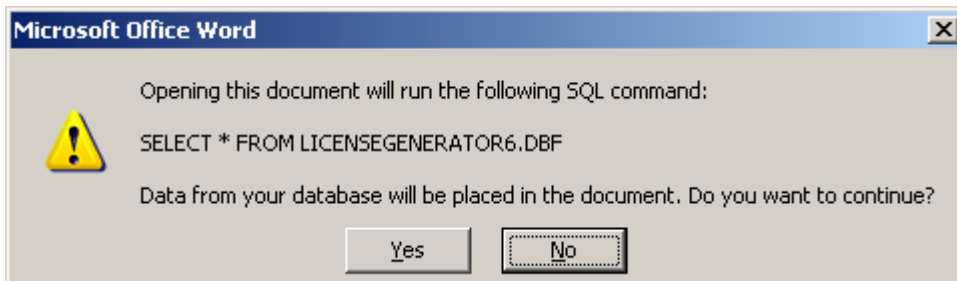 Microsoft Office Word
Opening this document will run the following SQL command:
SELECT * FROM LICENSEGENERATOR6.DBF
Data from your database will be placed in the document. Do you want to continue?
Yes No